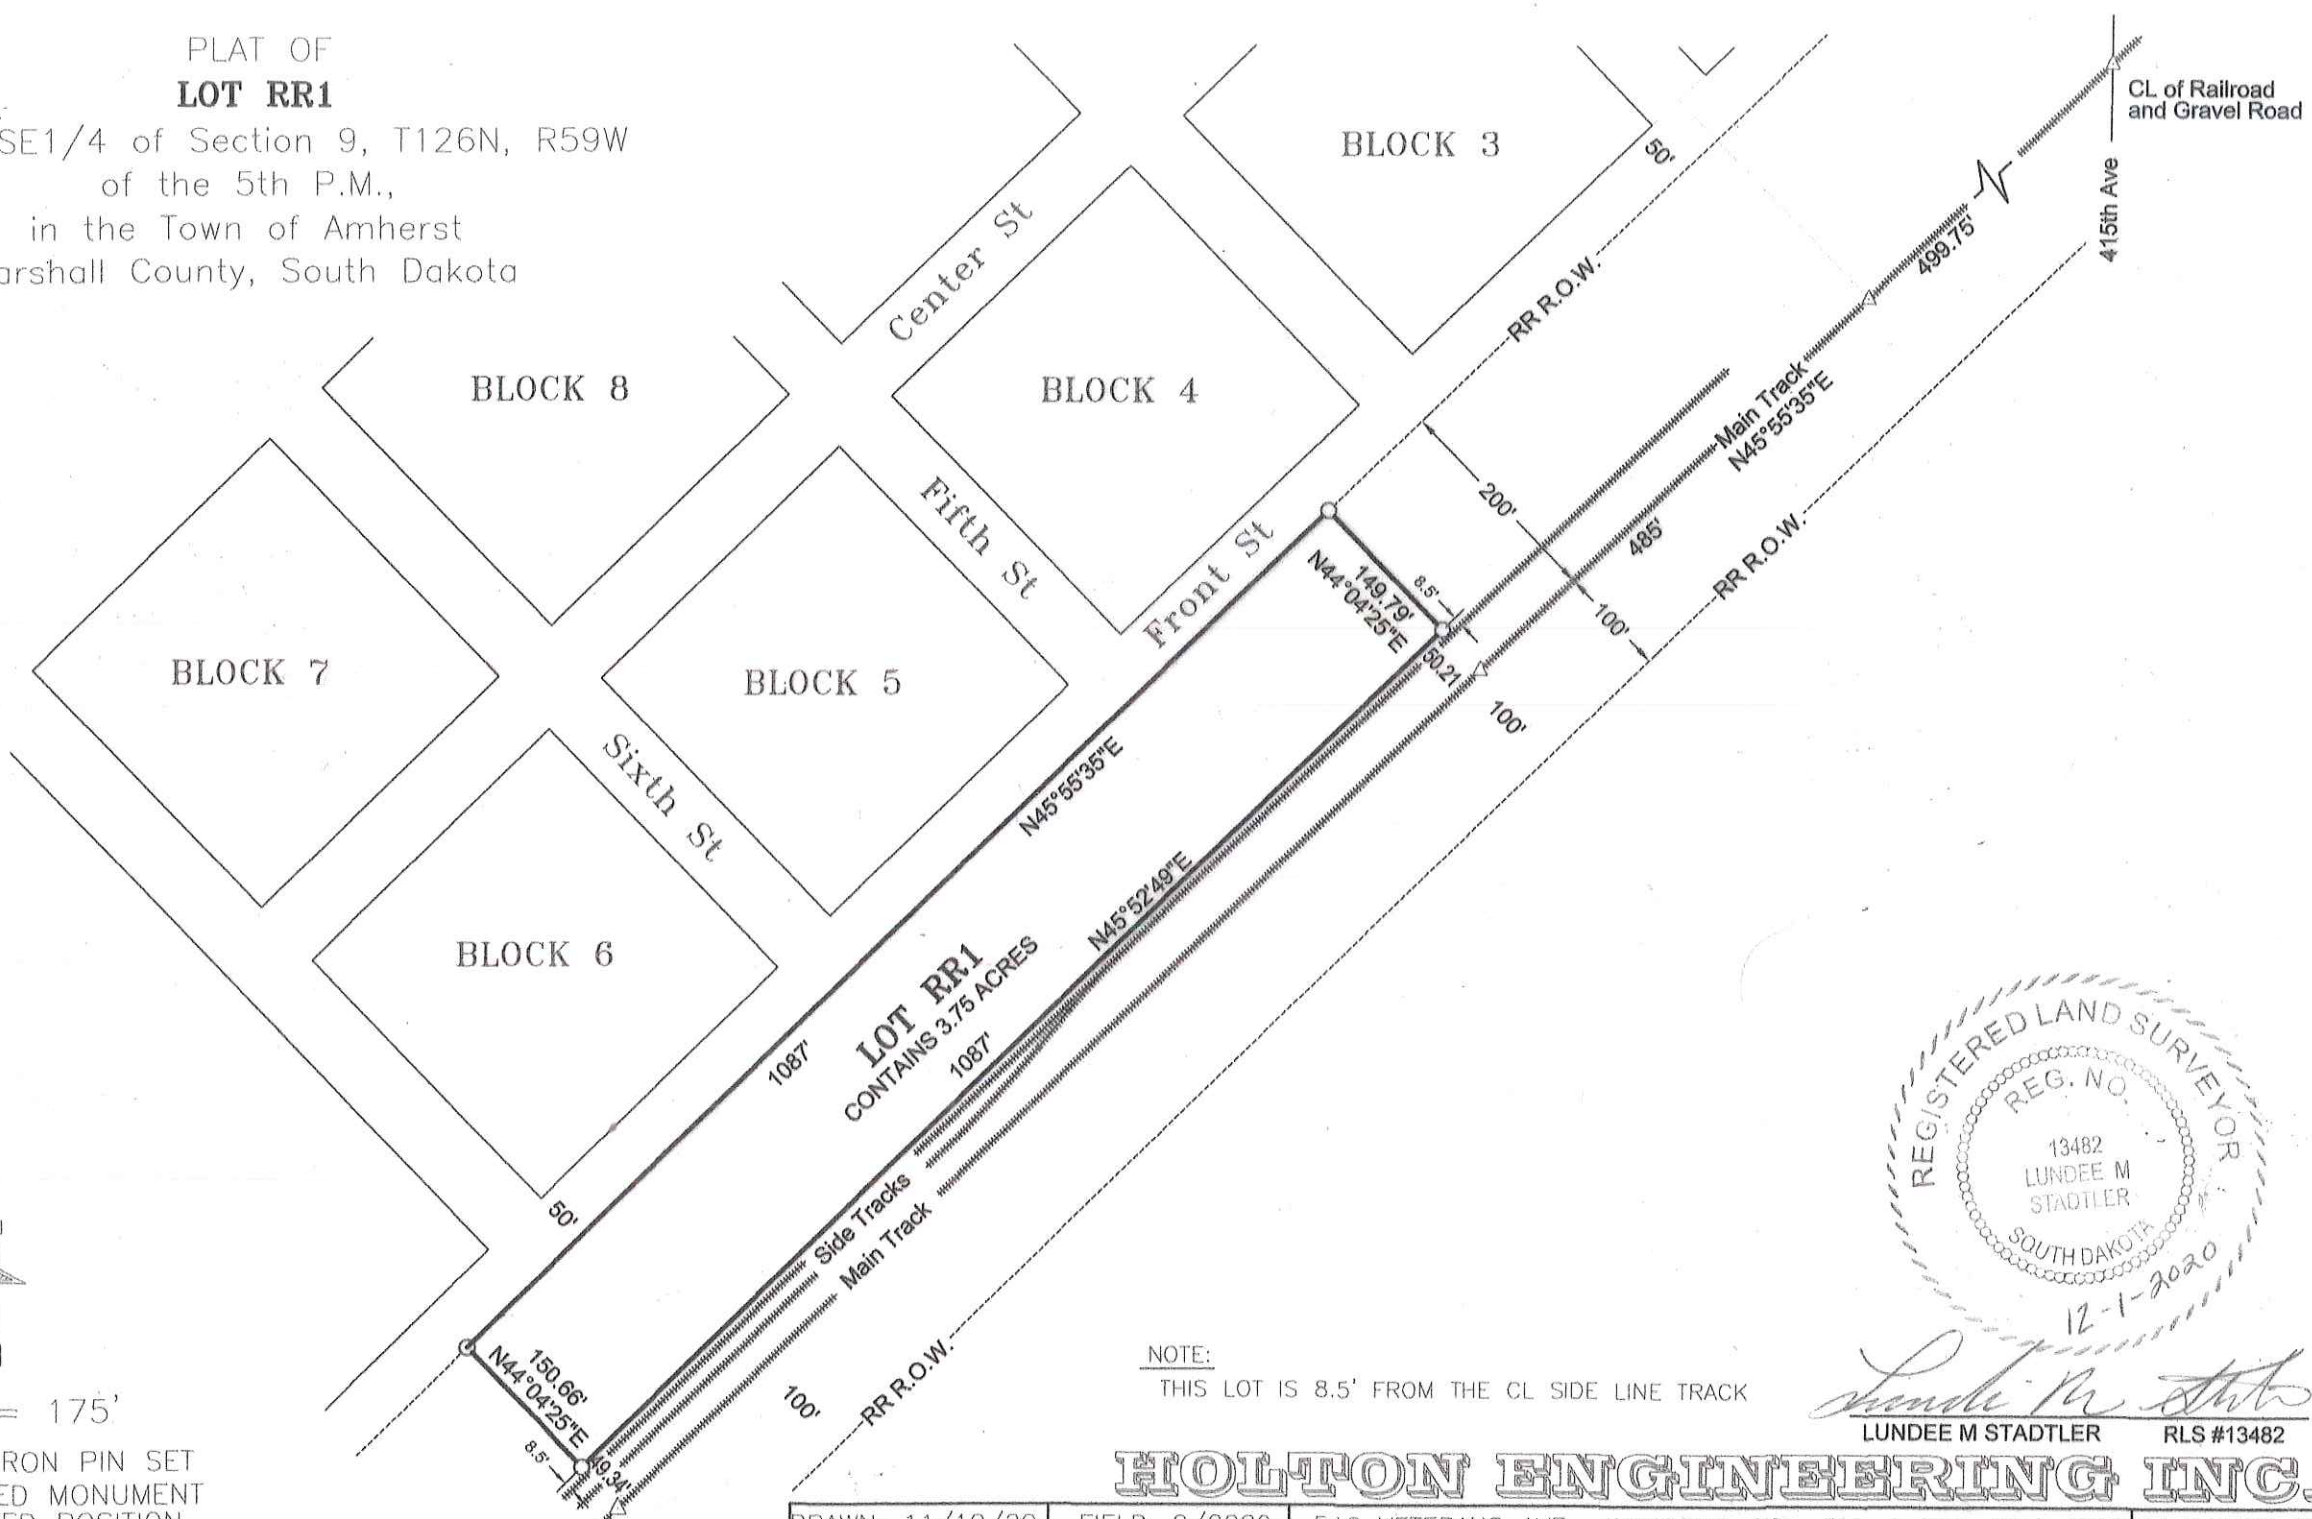 PLAT OF
LOT RR1
SE1/4 of Section 9, T126N, R59W
of the 5th P.M.,
in the Town of Amherst
arshall County, South Dakota
BLOCK 3
50'
CL of Railroad
and Gravel Road
415th Ave
499.75'
Center St
RR R.O.W.
BLOCK 8
BLOCK 4
Main Track
N45°55'35"E
Fifth St
200'
485'
RR R.O.W.
Front St
149.79'
N44°04'25"E
8.5'
100'
50.21
100'
BLOCK 7
BLOCK 5
Sixth St
N45°55'35"E
N45°52'49"E
BLOCK 6
LOT RR1
CONTAINS 3.75 ACRES
1087'
1087'
50'
Side Tracks
Main Track
150.66'
N44°04'25"E
8.5'
49.34'
100'
RR R.O.W.
= 175'
RON PIN SET
ED MONUMENT
ED POSITION
NOTE:
THIS LOT IS 8.5' FROM THE CL SIDE LINE TRACK
REGISTERED LAND SURVEYOR
REG. NO.
13482
LUNDEE M
STADTLER
SOUTH DAKOTA
12-1-2020
LUNDEE M STADTLER RLS #13482
HOLTON ENGINEERING INC.